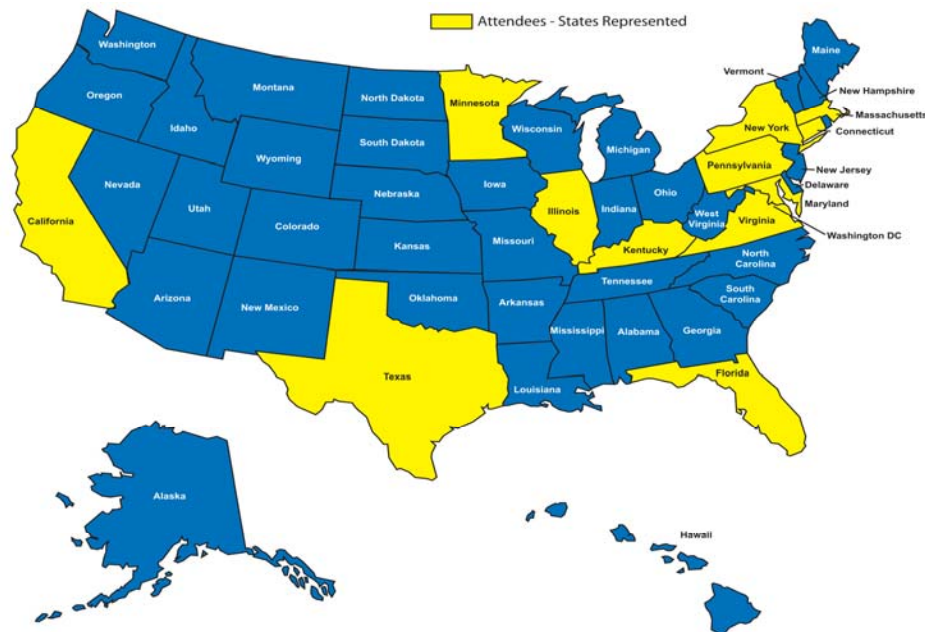 Attendees - States Represented
Washington
Maine
Vermont
Montana
North Dakota
Minnesota
New Hampshire
Oregon
Massachusetts
Idaho
Wisconsin
New York
Connecticut
South Dakota
Michigan
Wyoming
Pennsylvania
New Jersey
Iowa
Delaware
Nebraska
Ohio
Nevada
Maryland
Illinois
Indiana
Utah
West
Virginia
Virginia
California
Colorado
Washington DC
Missouri
Kansas
Kentucky
North
Carolina
Tennessee
South
Carolina
Arizona
New Mexico
Oklahoma
Arkansas
Mississippi
Alabama
Georgia
Texas
Florida
Louisiana
Alaska
Hawaii